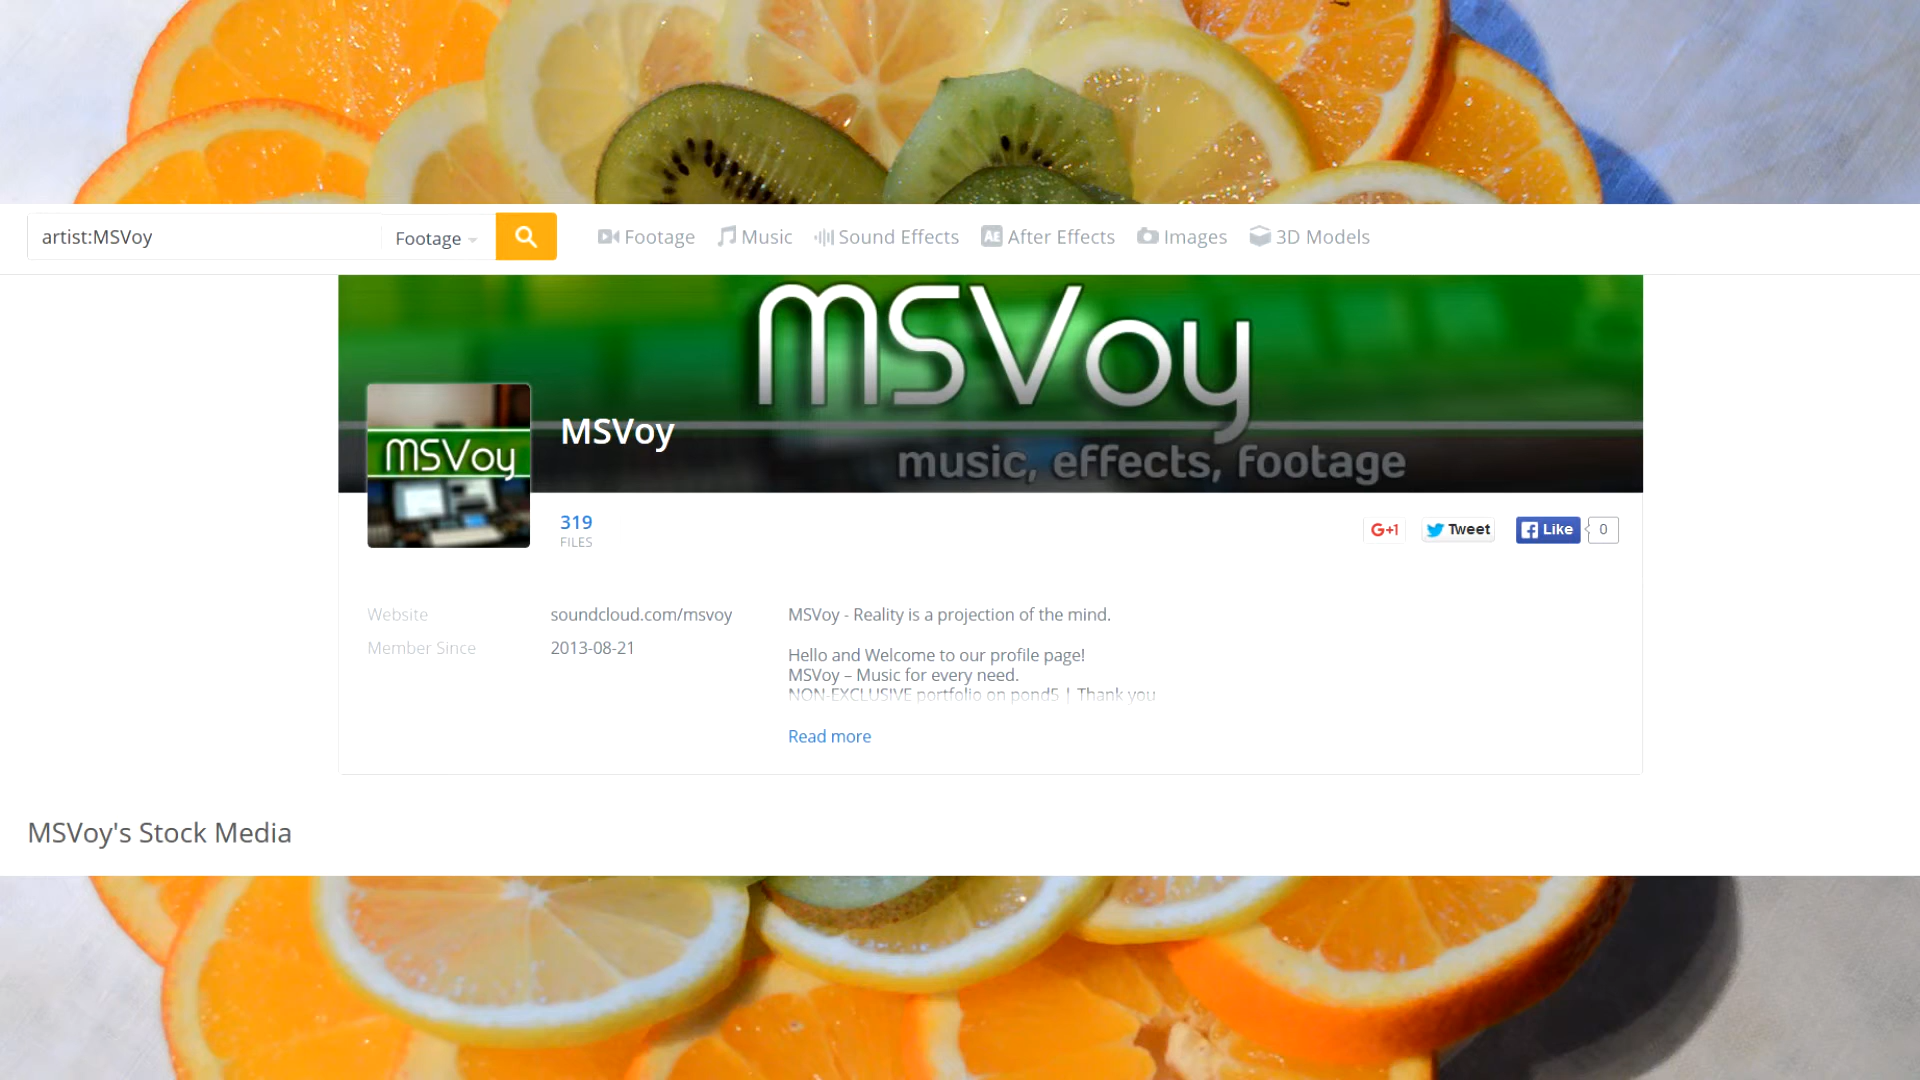 artist:MSVoy
Footage
Footage Music Sound Effects AE After Effects Images 3D Models
MSVoy
music, effects, footage
MSVoy
MSVoy
319
FILES
G+1 Tweet Like 0
Website soundcloud.com/msvoy
Member Since 2013-08-21
MSVoy - Reality is a projection of the mind.
Hello and Welcome to our profile page!
MSVoy – Music for every need.
NON-EXCLUSIVE portfolio on pond5 | Thank you
Read more
MSVoy's Stock Media